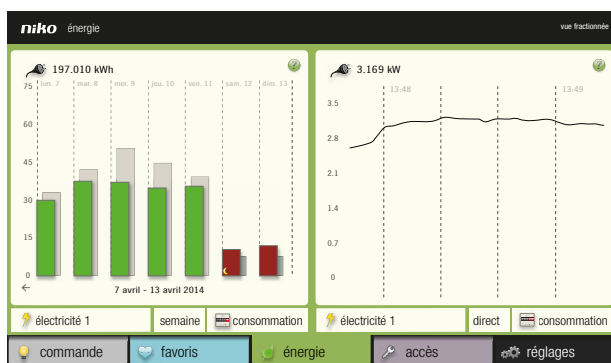 niko énergie vue fractionnée
197.010 kWh
lun. 7 mar. 8 mer. 9 jeu. 10 ven. 11 sam. 12 dim. 13
75
60
45
30
15
0
← 7 avril - 13 avril 2014
électricité 1 semaine consommation
3.169 kW
13:48 13:49
3.5
2.8
2.1
1.4
0.7
0
électricité 1 direct consommation
commande favoris énergie accès réglages